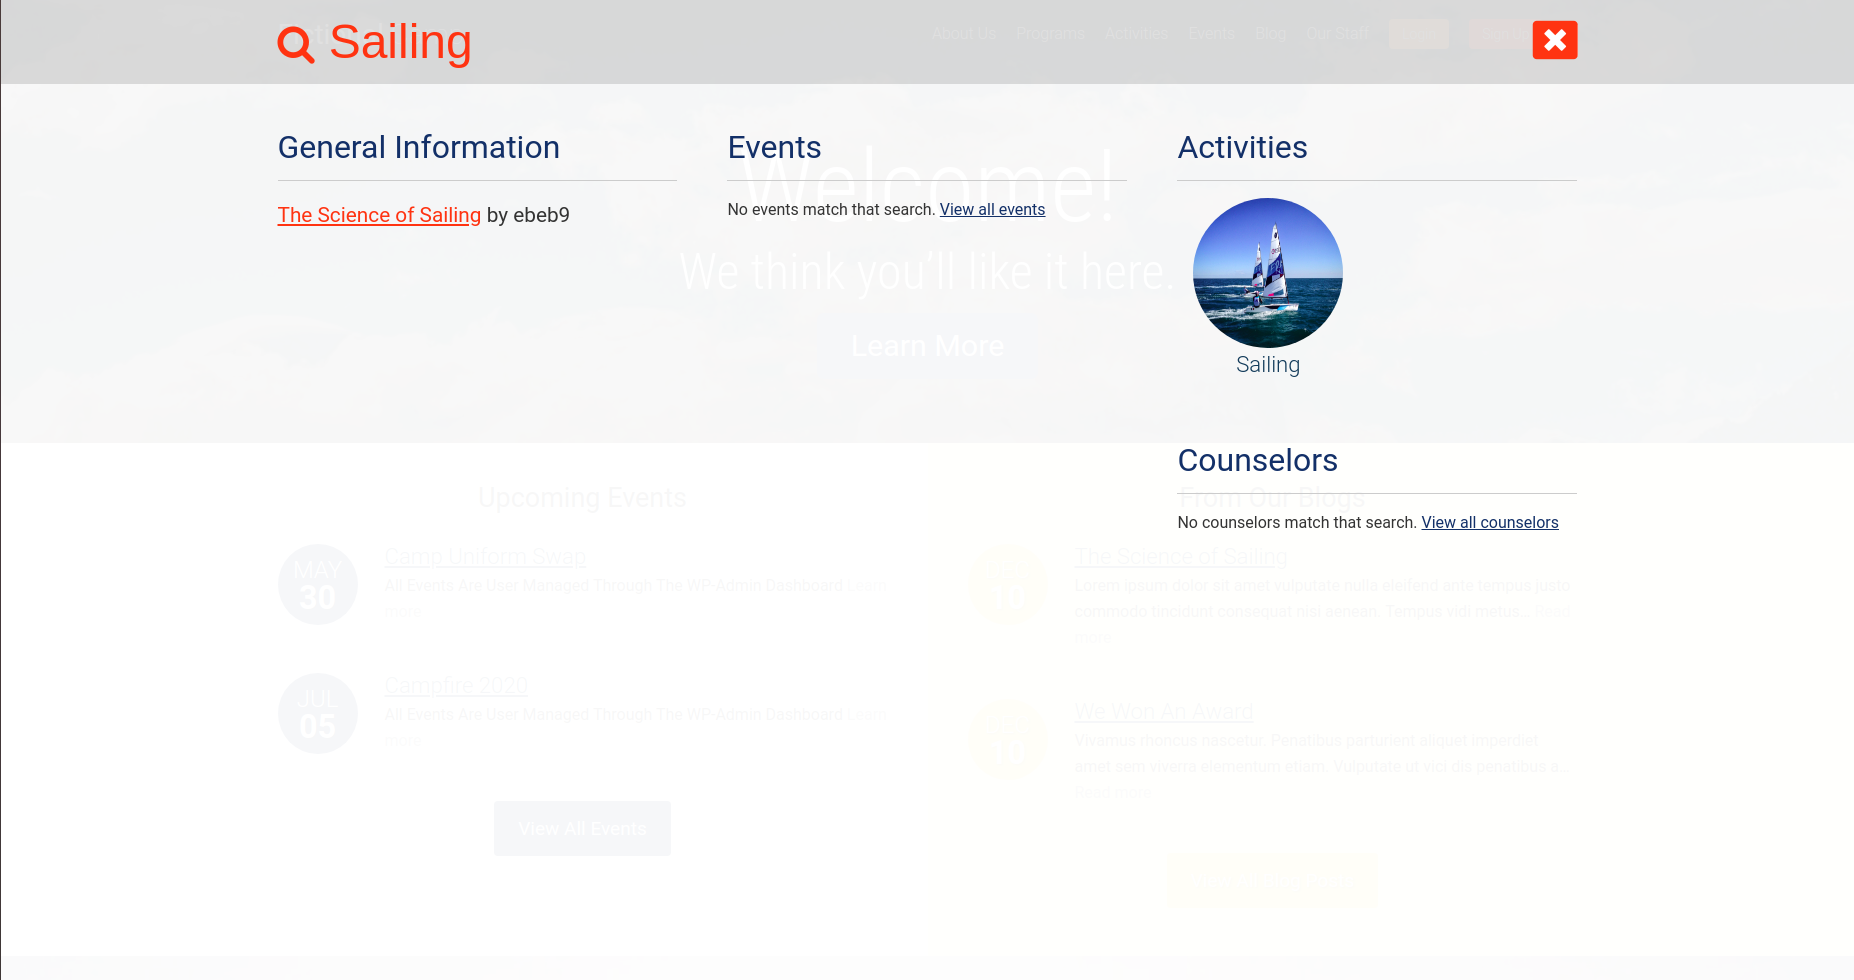 Sailing
About Us Programs Activities Events Blog Our Staff
General Information
The Science of Sailing by ebeb9
Events
No events match that search. View all events
Activities
Sailing
Counselors
No counselors match that search. View all counselors
Welcome!
We think you'll like it here.
Learn More
Upcoming Events
MAY
30
Camp Uniform Swap
All Events Are User Managed Through The WP-Admin Dashboard Learn
more
JUL
05
Campfire 2020
All Events Are User Managed Through The WP-Admin Dashboard Learn
more
View All Events
From Our Blogs
10
The Science of Sailing
Lorem ipsum dolor sit amet vulputate nulla eleifend ante tempus justo
commodo tincidunt consequat nisi aenean. Tempus vidi metus... Read
more
We Won An Award
Vivamus rhoncus nascetur. Penatibus parturient aliquet imperdiet
amet sem viverra elementum etiam. Vulputate ut vici dis penatibus a...
Read more